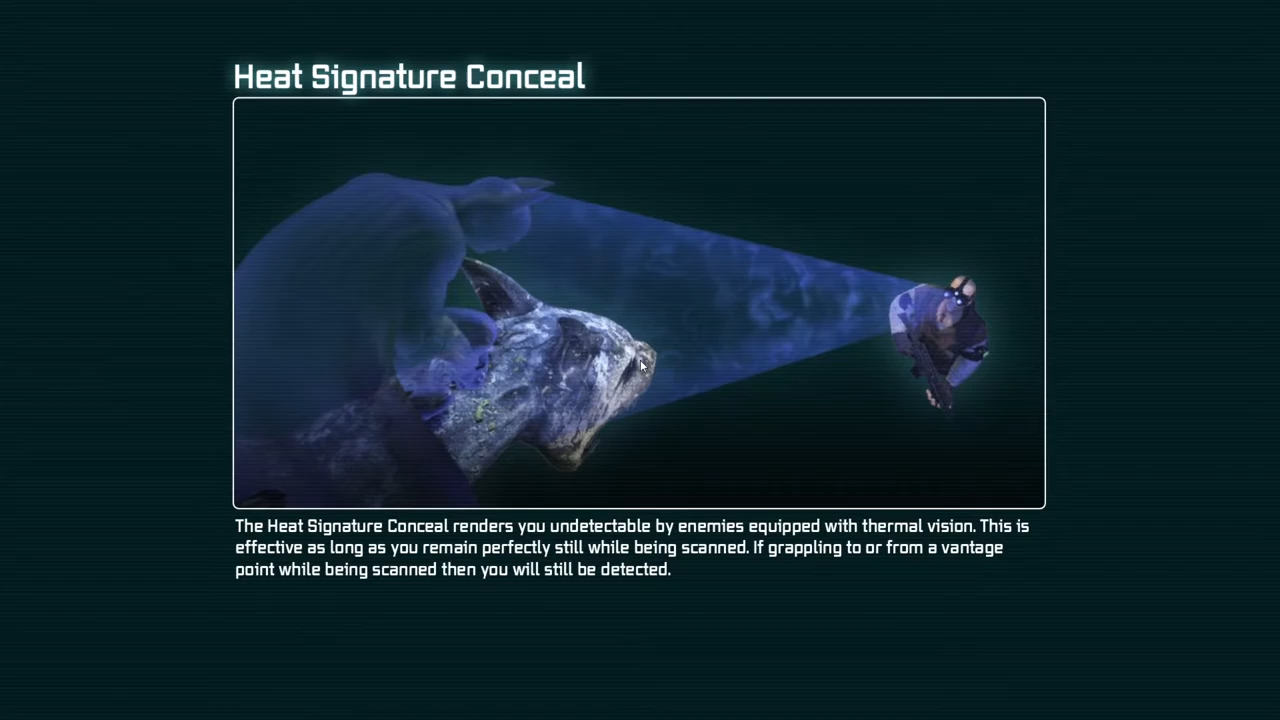 Heat Signature Conceal
The Heat Signature Conceal renders you undetectable by enemies equipped with thermal vision. This is
effective as long as you remain perfectly still while being scanned. If grappling to or from a vantage
point while being scanned then you will still be detected.